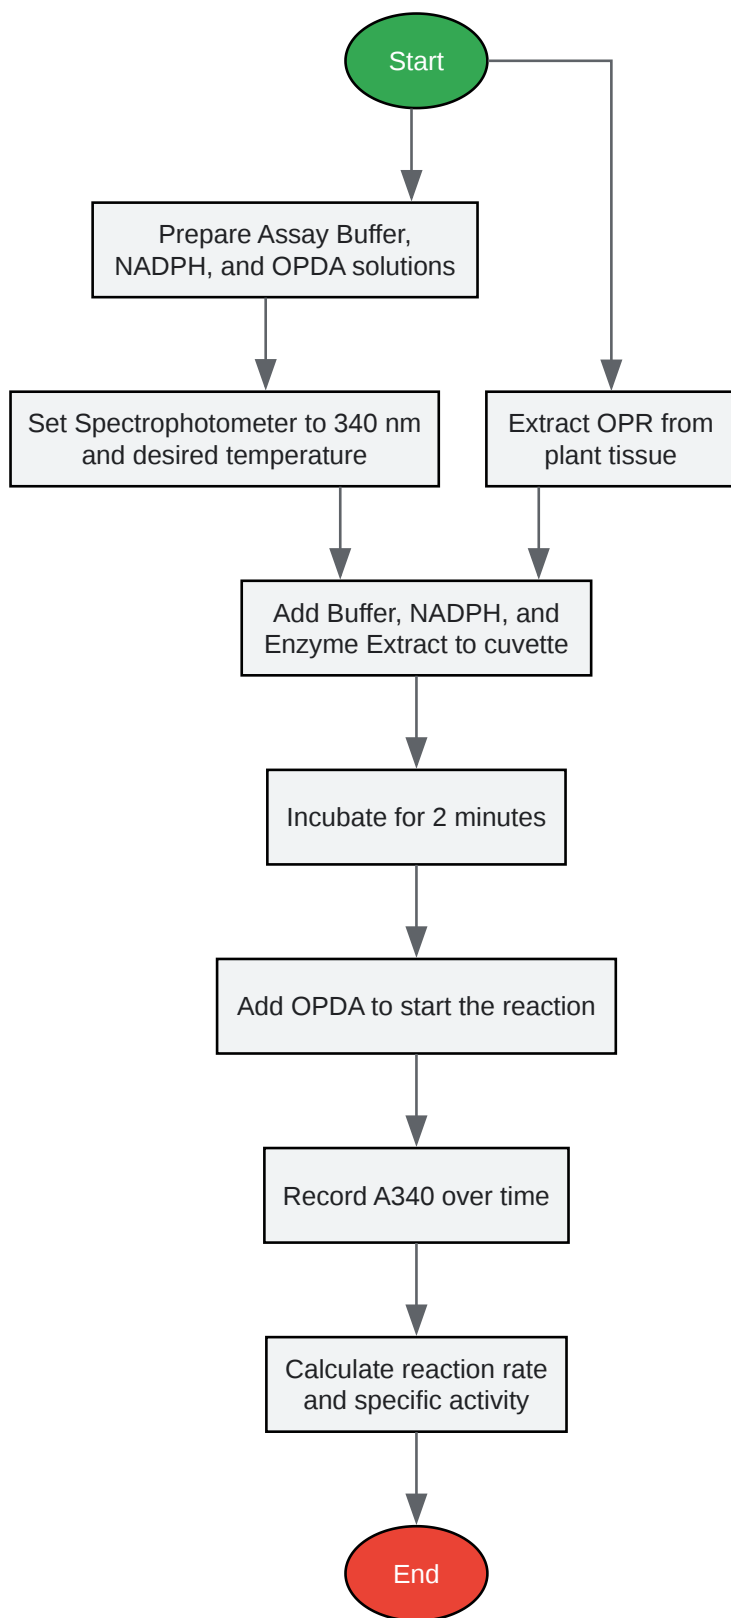 Start
Prepare Assay Buffer,
NADPH, and OPDA solutions
Set Spectrophotometer to 340 nm
and desired temperature
Extract OPR from
plant tissue
Add Buffer, NADPH, and
Enzyme Extract to cuvette
Incubate for 2 minutes
Add OPDA to start the reaction
Record A340 over time
Calculate reaction rate
and specific activity
End